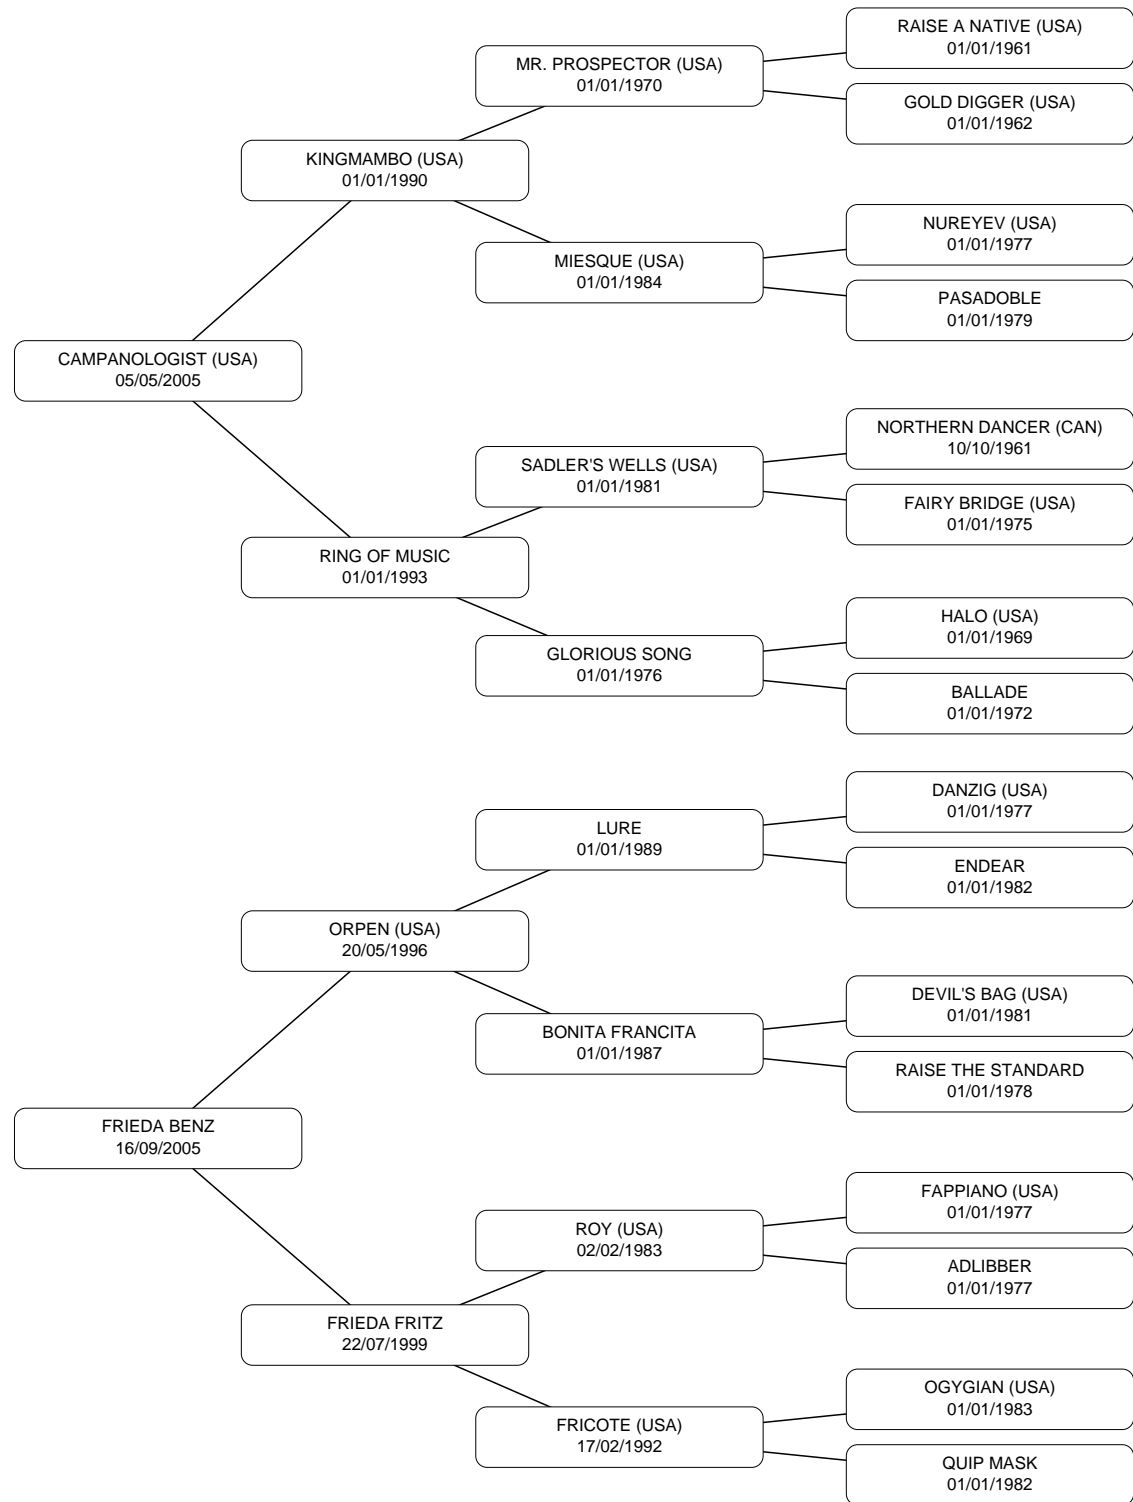 RAISE A NATIVE (USA)
01/01/1961
MR. PROSPECTOR (USA)
01/01/1970
GOLD DIGGER (USA)
01/01/1962
KINGMAMBO (USA)
01/01/1990
NUREYEV (USA)
01/01/1977
MIESQUE (USA)
01/01/1984
PASADOBLE
01/01/1979
CAMPANOLOGIST (USA)
05/05/2005
NORTHERN DANCER (CAN)
10/10/1961
SADLER'S WELLS (USA)
01/01/1981
FAIRY BRIDGE (USA)
01/01/1975
RING OF MUSIC
01/01/1993
HALO (USA)
01/01/1969
GLORIOUS SONG
01/01/1976
BALLADE
01/01/1972
DANZIG (USA)
01/01/1977
LURE
01/01/1989
ENDEAR
01/01/1982
ORPEN (USA)
20/05/1996
DEVIL'S BAG (USA)
01/01/1981
BONITA FRANCITA
01/01/1987
RAISE THE STANDARD
01/01/1978
FRIEDA BENZ
16/09/2005
FAPPIANO (USA)
01/01/1977
ROY (USA)
02/02/1983
ADLIBBER
01/01/1977
FRIEDA FRITZ
22/07/1999
OGYGIAN (USA)
01/01/1983
FRICOTE (USA)
17/02/1992
QUIP MASK
01/01/1982